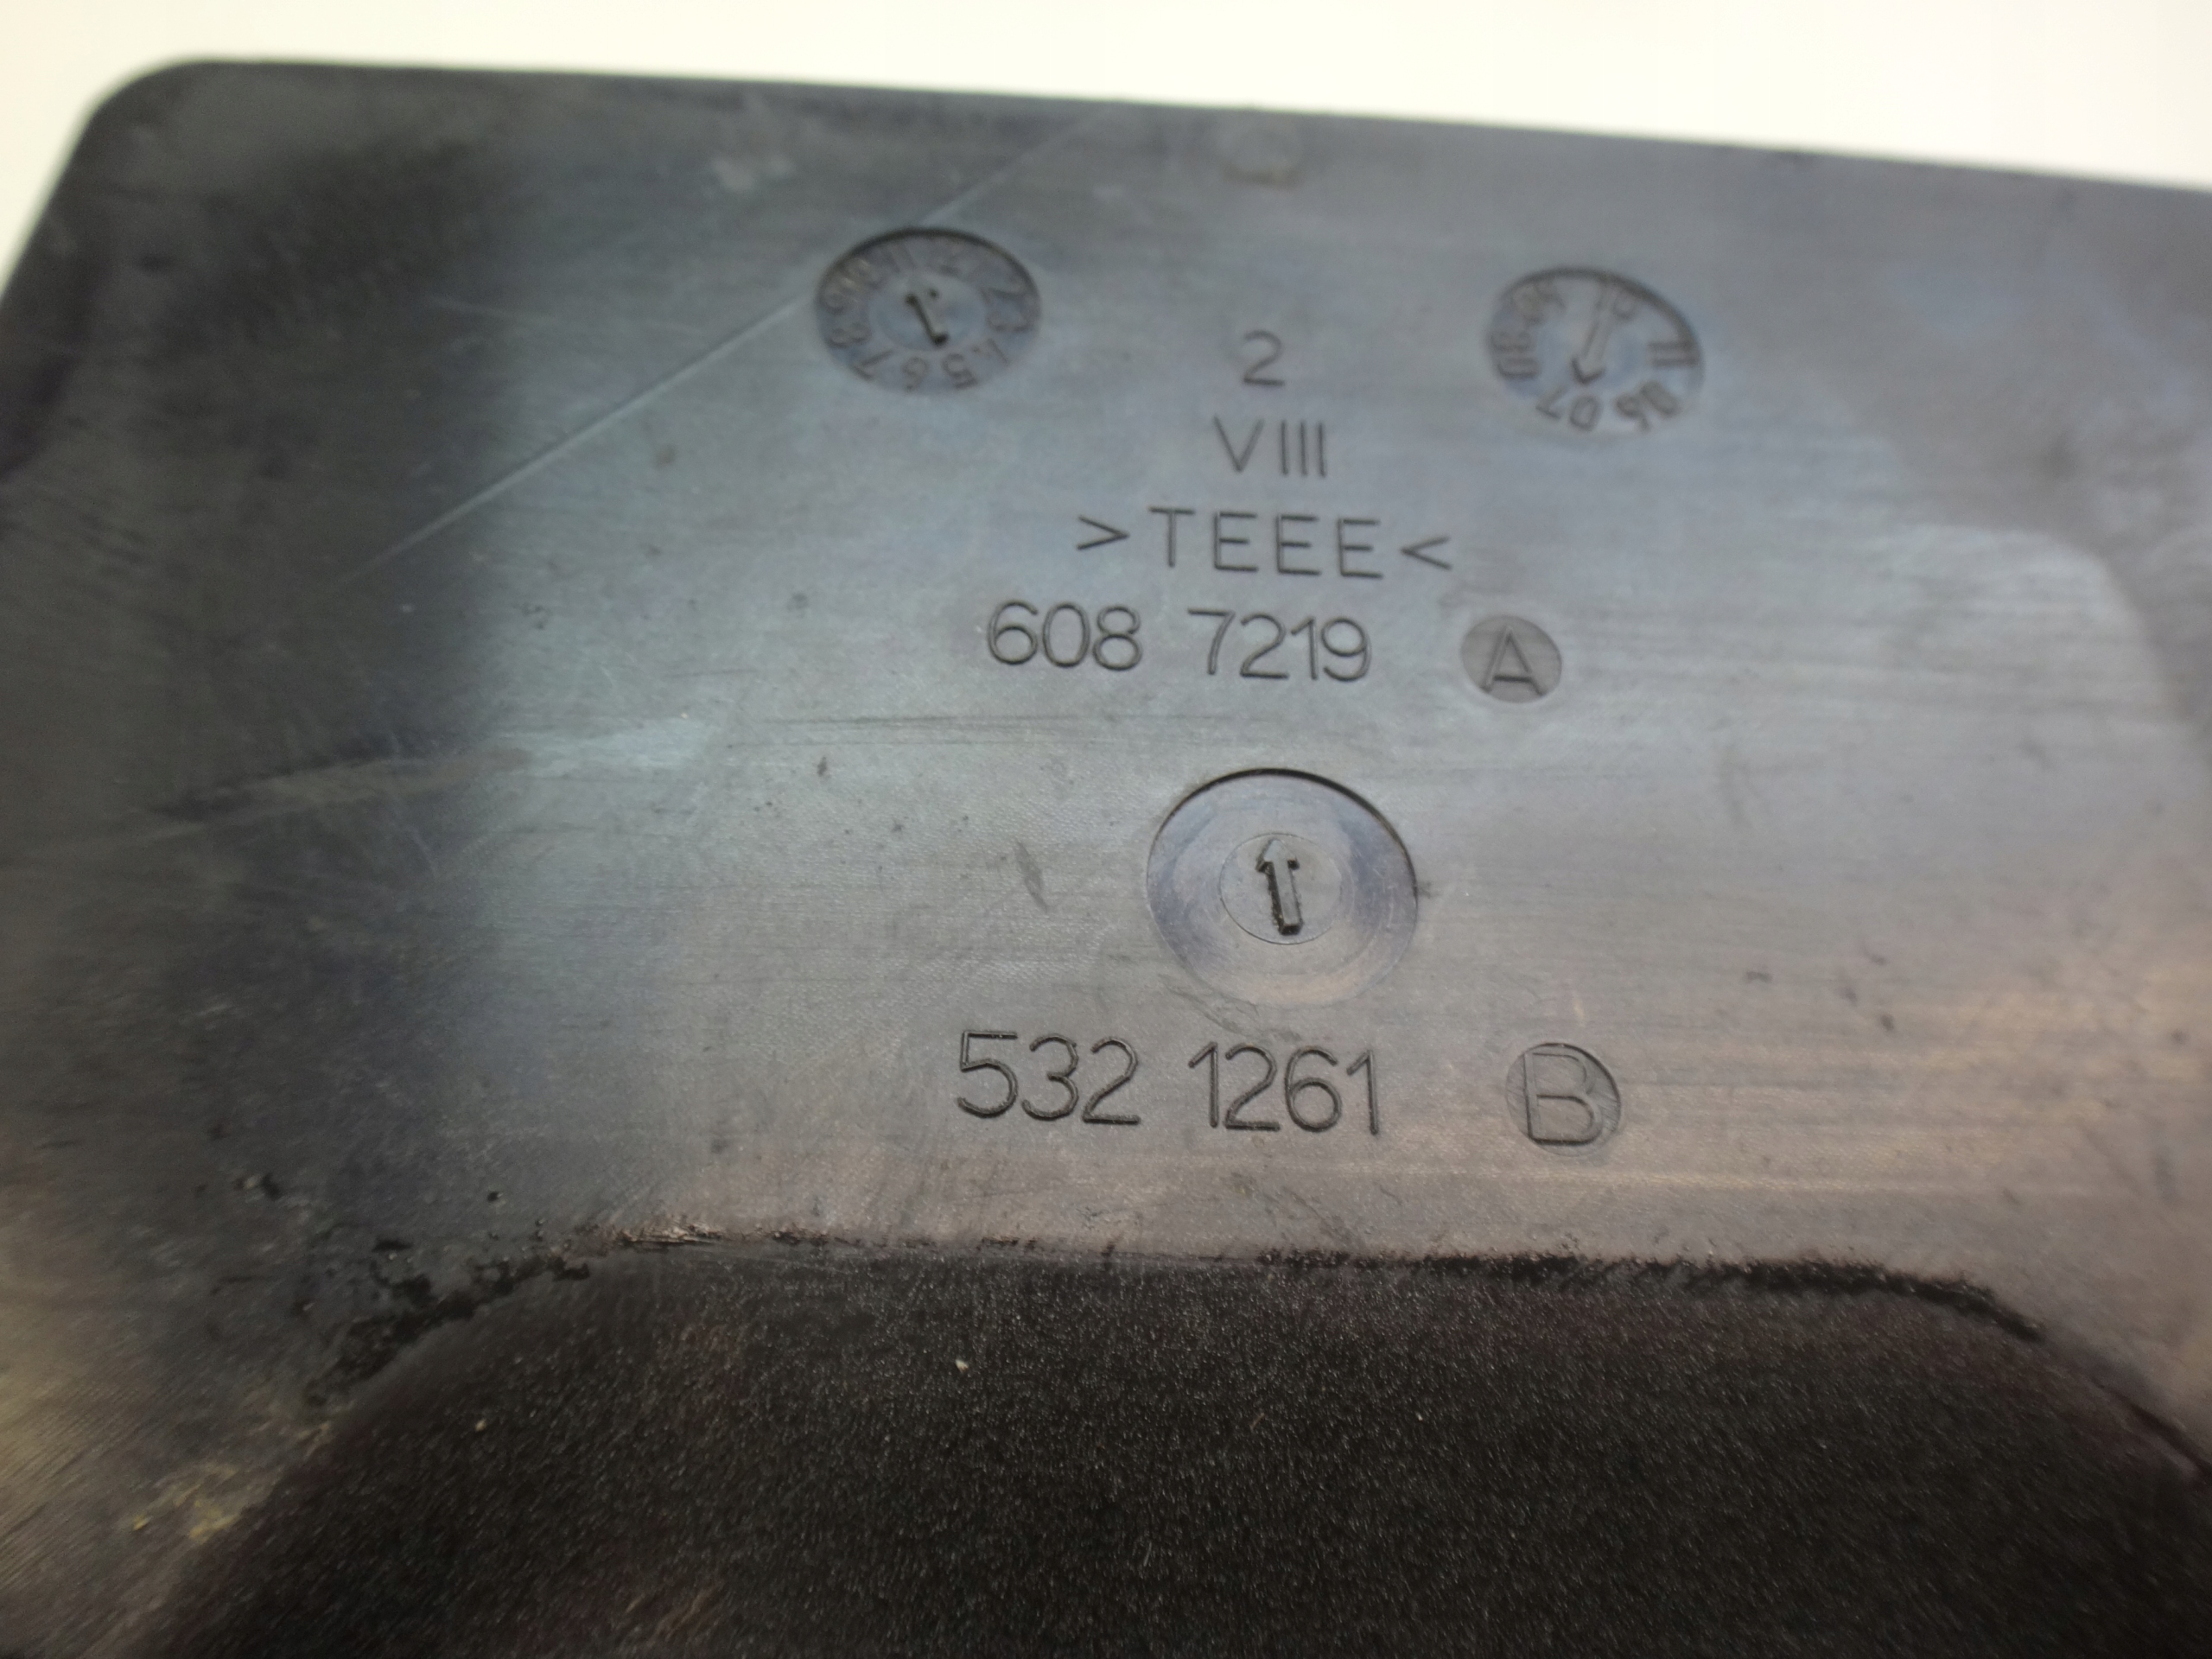 2
VIII
>TEEE<
608 7219 A
532 1261 B